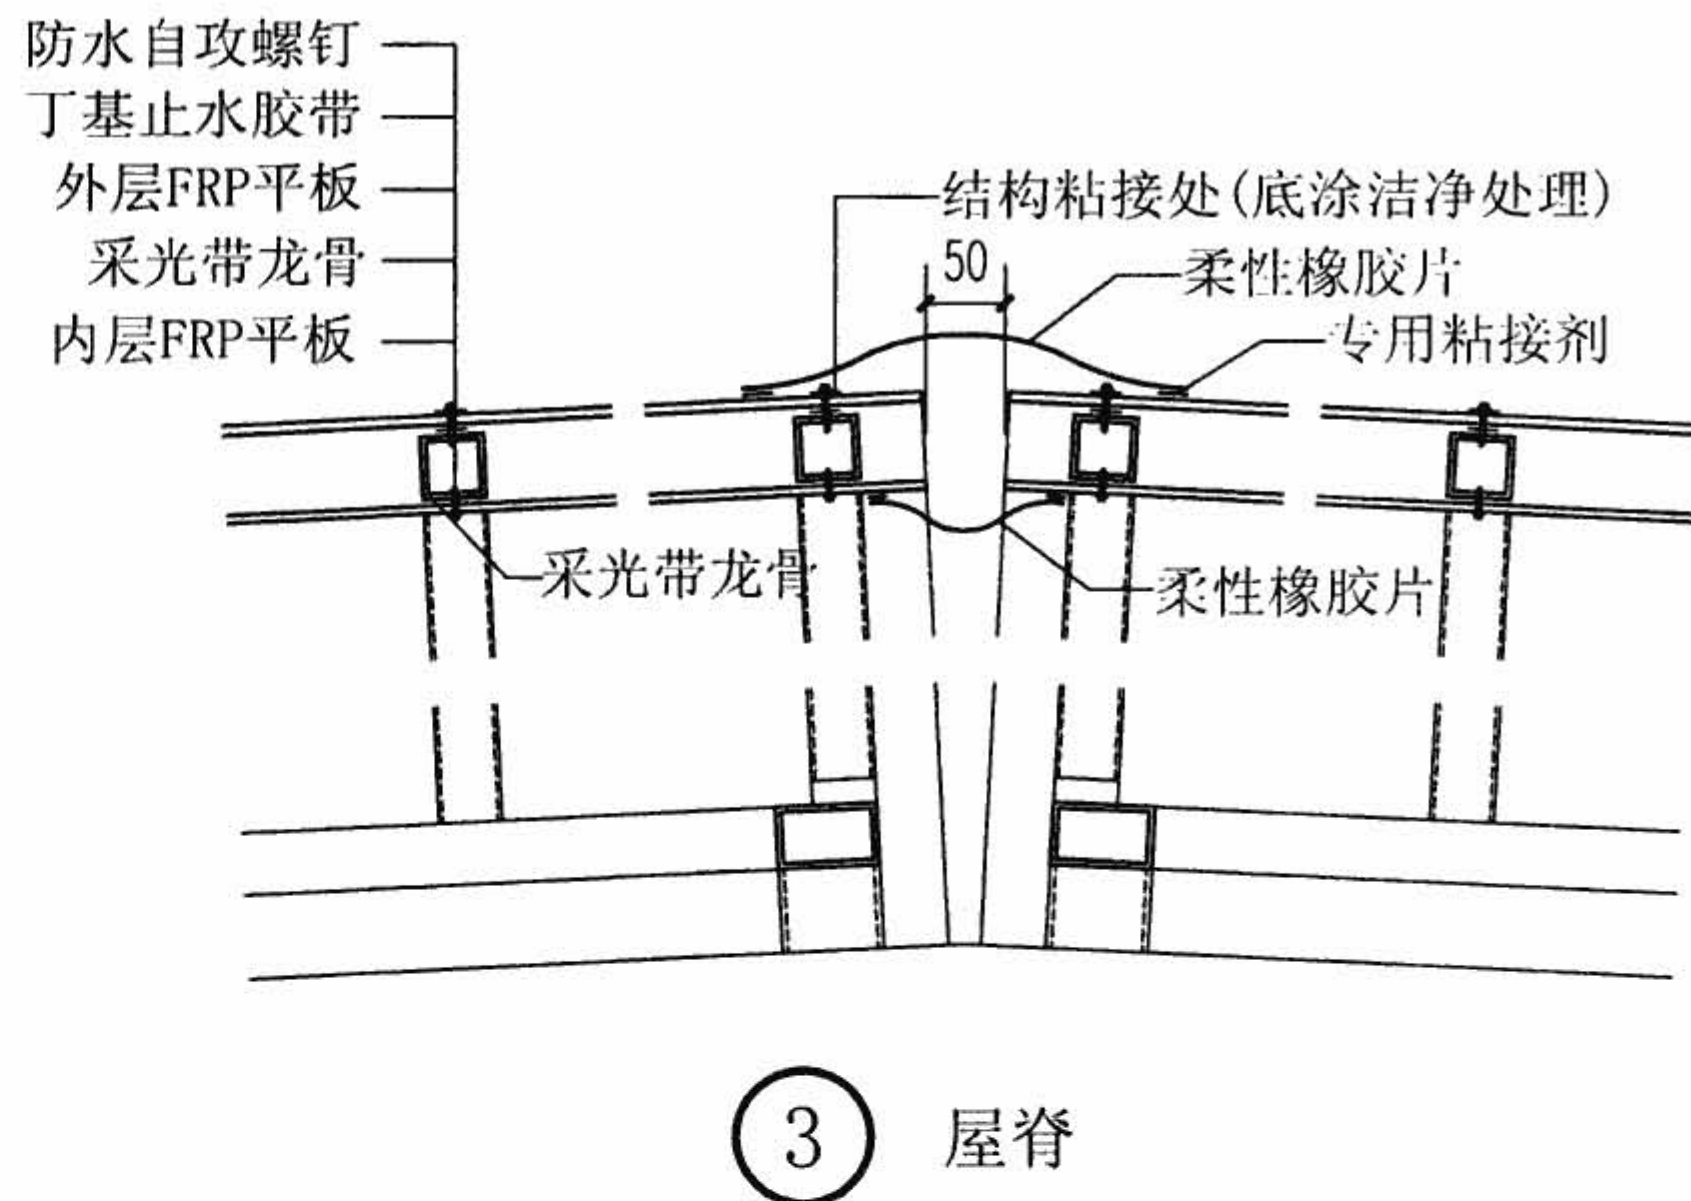 防水自攻螺钉
丁基止水胶带
外层FRP平板
采光带龙骨
内层FRP平板
结构粘接处(底涂洁净处理)
50
柔性橡胶片
专用粘接剂
采光带龙骨
柔性橡胶片
3 屋脊